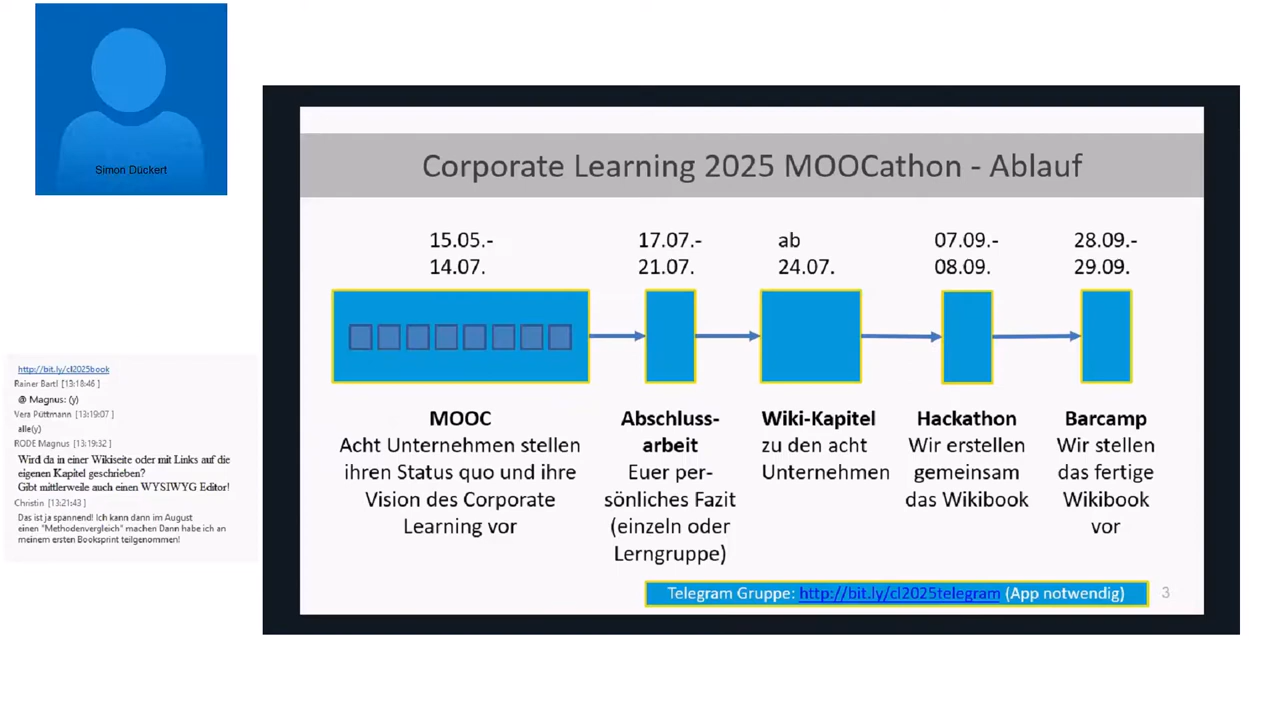 Simon Dückert
http://bit.ly/cl2025book
Rainer Bartl [13:18:46 ]
@ Magnus: (y)
Vera Püttmann [13:19:07 ]
alle(y)
RODE Magnus [13:19:32 ]
Wird da in einer Wikiseite oder mit Links auf die
eigenen Kapitel geschrieben?
Gibt mittlerweile auch einen WYSIWYG Editor!
Christin [13:21:43 ]
Das ist ja spannend! Ich kann dann im August
einen "Methodenvergleich" machen Dann habe ich an
meinem ersten Booksprint teilgenommen!
Corporate Learning 2025 MOOCathon - Ablauf
15.05.-
14.07.
17.07.-
21.07.
ab
24.07.
07.09.-
08.09.
28.09.-
29.09.
MOOC
Acht Unternehmen stellen
ihren Status quo und ihre
Vision des Corporate
Learning vor
Abschluss-
arbeit
Euer per-
sönliches Fazit
(einzeln oder
Lerngruppe)
Wiki-Kapitel
zu den acht
Unternehmen
Hackathon
Wir erstellen
gemeinsam
das Wikibook
Barcamp
Wir stellen
das fertige
Wikibook
vor
Telegram Gruppe: http://bit.ly/cl2025telegram (App notwendig)
3